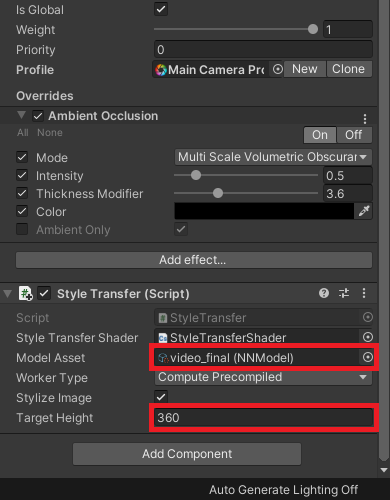 Is Global
Weight 1
Priority 0
Profile Main Camera Pro New Clone
Overrides
Ambient Occlusion
All None On Off
Mode Multi Scale Volumetric Obscuran
Intensity 0.5
Thickness Modifier 3.6
Color
Ambient Only
Add effect...
Style Transfer (Script)
Script StyleTransfer
Style Transfer Shader StyleTransferShader
Model Asset video_final (NNModel)
Worker Type Compute Precompiled
Stylize Image
Target Height 360
Add Component
Auto Generate Lighting Off